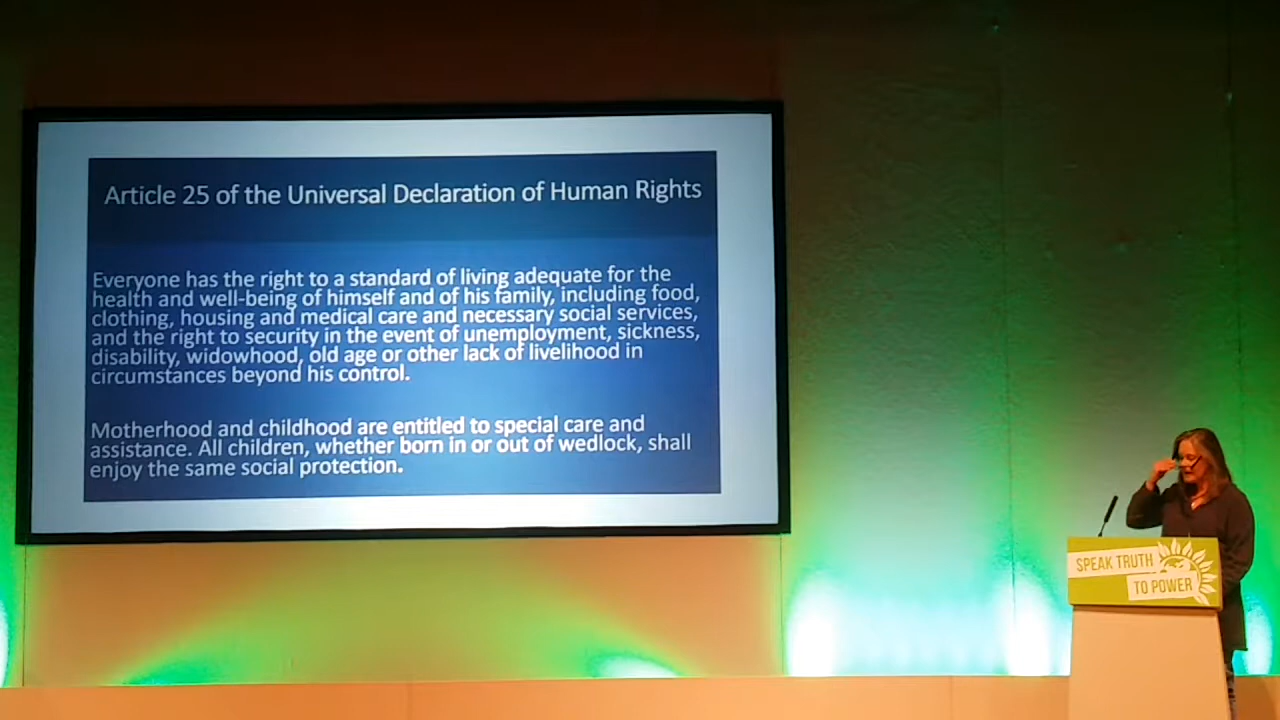 Article 25 of the Universal Declaration of Human Rights
Everyone has the right to a standard of living adequate for the
health and well-being of himself and of his family, including food,
clothing, housing and medical care and necessary social services,
and the right to security in the event of unemployment, sickness,
disability, widowhood, old age or other lack of livelihood in
circumstances beyond his control.
Motherhood and childhood are entitled to special care and
assistance. All children, whether born in or out of wedlock, shall
enjoy the same social protection.
SPEAK TRUTH
TO POWER